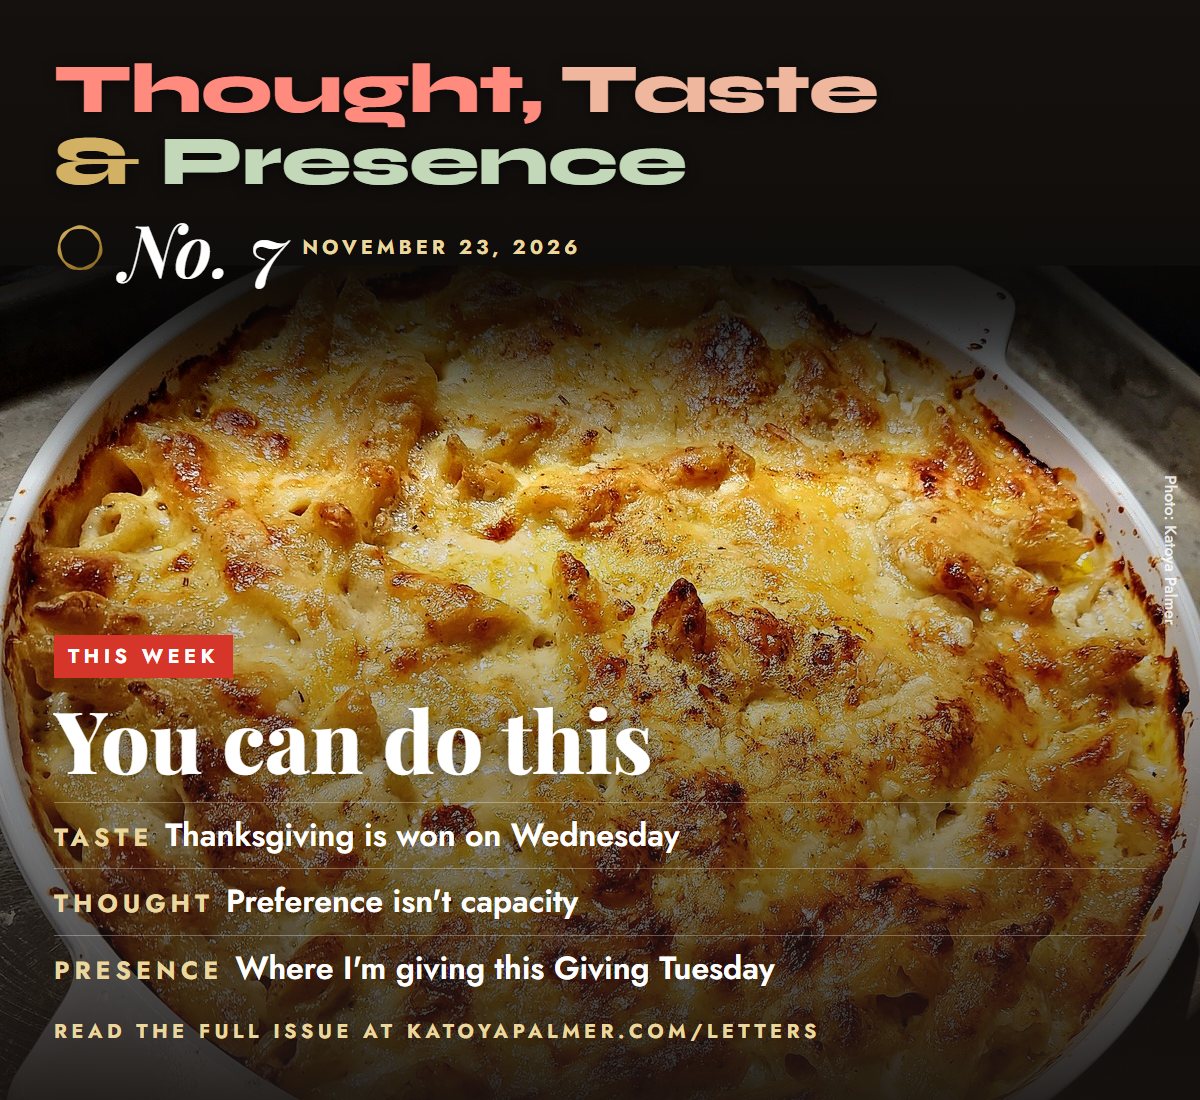 Thought, Taste
& Presence
No. 7 NOVEMBER 23, 2026
Photo: Katoya Palmer
THIS WEEK
You can do this
TASTE Thanksgiving is won on Wednesday
THOUGHT Preference isn't capacity
PRESENCE Where I'm giving this Giving Tuesday
READ THE FULL ISSUE AT KATOYAPALMER.COM/LETTERS